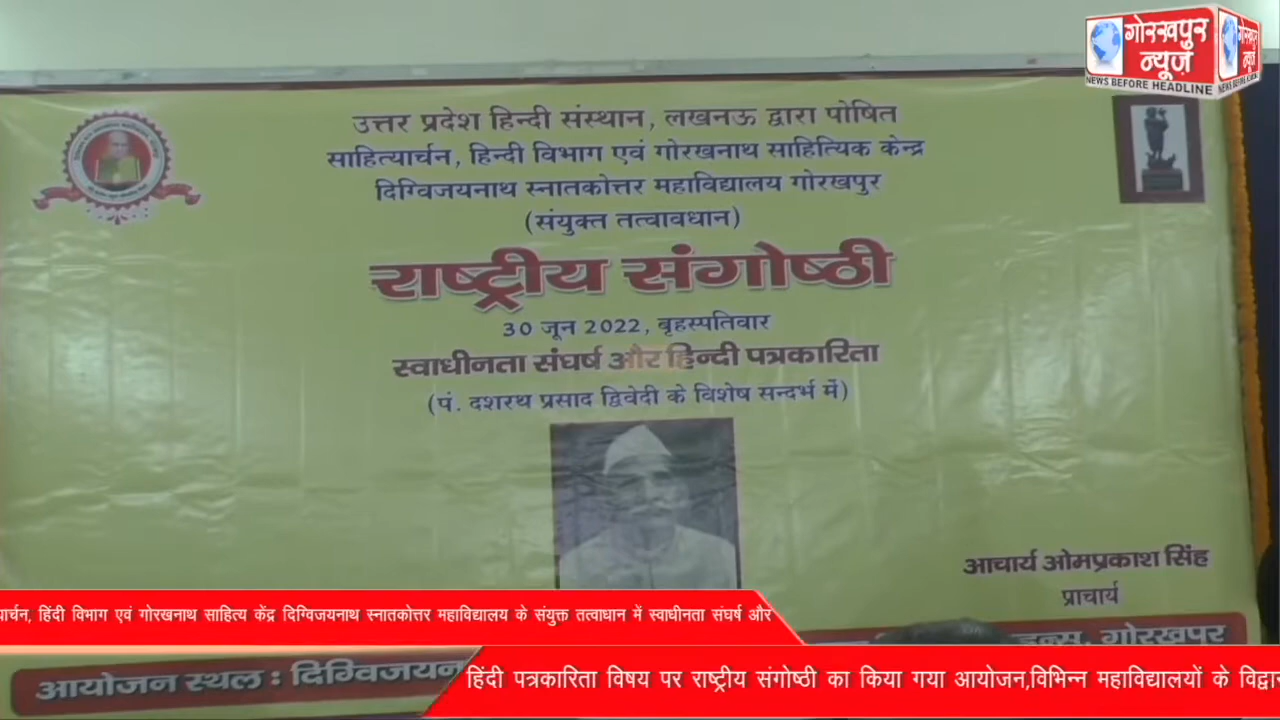 गोरखपुर
न्यूज़
NEWS BEFORE HEADLINE
उत्तर प्रदेश हिन्दी संस्थान, लखनऊ द्वारा पोषित
साहित्यार्चन, हिन्दी विभाग एवं गोरखनाथ साहित्यिक केन्द्र
दिग्विजयनाथ स्नातकोत्तर महाविद्यालय गोरखपुर
(संयुक्त तत्वावधान)
राष्ट्रीय संगोष्ठी
30 जून 2022, बृहस्पतिवार
स्वाधीनता संघर्ष और हिन्दी पत्रकारिता
(पं. दशरथ प्रसाद द्विवेदी के विशेष सन्दर्भ में)
आचार्य ओमप्रकाश सिंह
प्राचार्य
हिंदी विभाग एवं गोरखनाथ साहित्य केंद्र दिग्विजयनाथ स्नातकोत्तर महाविद्यालय के संयुक्त तत्वाधान में स्वाधीनता संघर्ष और
गोरखपुर
आयोजन स्थल : दिग्विजयन
हिंदी पत्रकारिता विषय पर राष्ट्रीय संगोष्ठी का किया गया आयोजन,विभिन्न महाविद्यालयों के